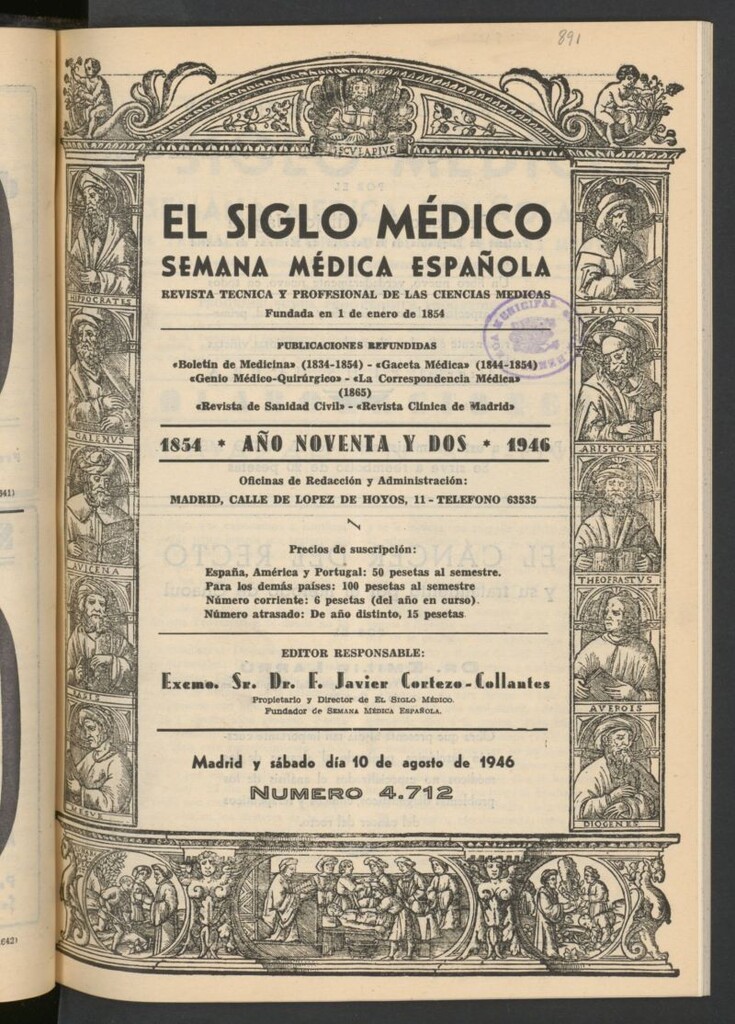 891
ESCVLAPIVS
EL SIGLO MÉDICO
SEMANA MÉDICA ESPAÑOLA
REVISTA TECNICA Y PROFESIONAL DE LAS CIENCIAS MEDICAS
Fundada en 1 de enero de 1854
PUBLICACIONES REFUNDIDAS
«Boletín de Medicina» (1834-1854) - «Gaceta Médica» (1844-1854)
«Genio Médico-Quirúrgico» - «La Correspondencia Médica»
(1865)
«Revista de Sanidad Civil» - «Revista Clínica de Madrid»
1854 * AÑO NOVENTA Y DOS * 1946
Oficinas de Redacción y Administración:
MADRID, CALLE DE LOPEZ DE HOYOS, 11 - TELEFONO 63535
Precios de suscripción:
España, América y Portugal: 50 pesetas al semestre.
Para los demás países: 100 pesetas al semestre
Número corriente: 6 pesetas (del año en curso).
Número atrasado: De año distinto, 15 pesetas
EDITOR RESPONSABLE:
Excmo. Sr. Dr. F. Javier Cortezo-Collantes
Propietario y Director de EL SIGLO MÉDICO.
Fundador de SEMANA MÉDICA ESPAÑOLA.
Madrid y sábado día 10 de agosto de 1946
NUMERO 4.712
HIPPOCRATES
GALENVS
AVICENA
PLATO
ARISTOTELES
THEOFRASTVS
AVEROIS
DIOGENES
MUNICIPAL